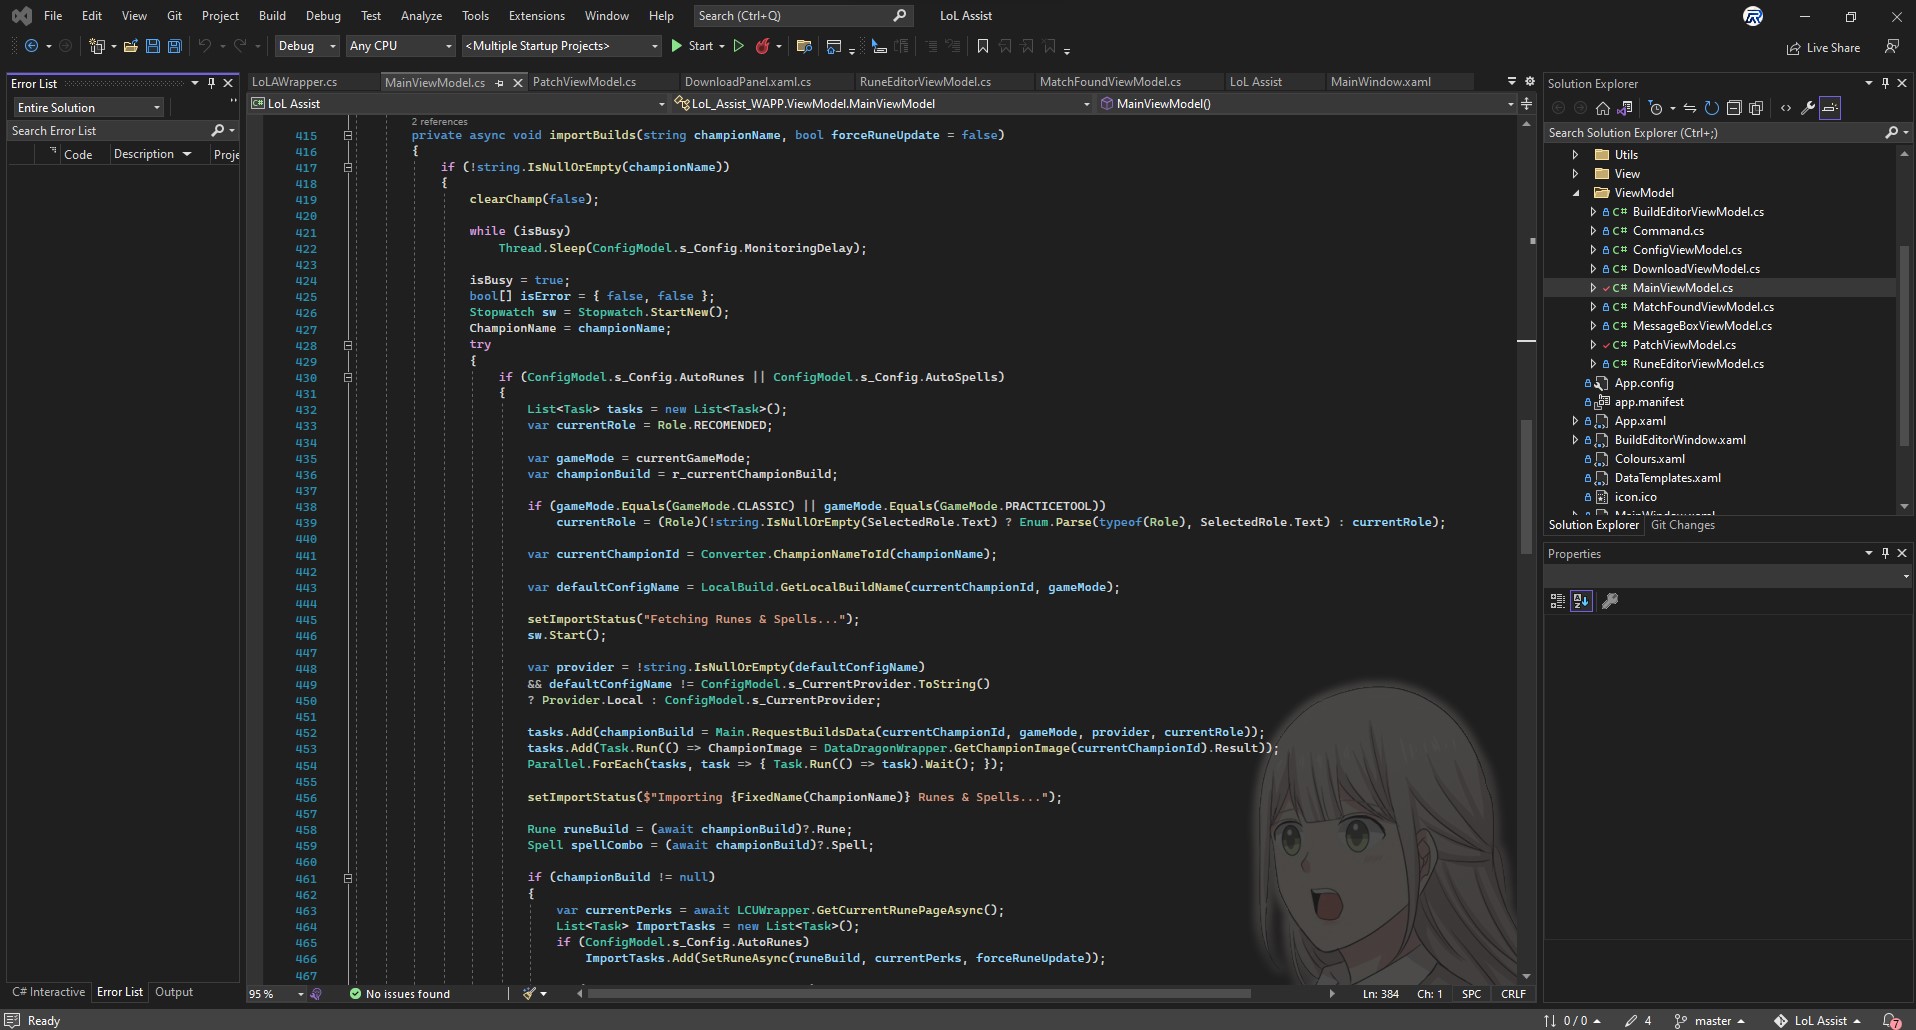 File Edit View Git Project Build Debug Test Analyze Tools Extensions Window Help Search (Ctrl+Q) LoL Assist
Debug Any CPU <Multiple Startup Projects> Start Live Share
Error List
Entire Solution
Search Error List
Code Description Proje
LoLAWrapper.cs MainViewModel.cs PatchViewModel.cs DownloadPanel.xaml.cs RuneEditorViewModel.cs MatchFoundViewModel.cs LoL Assist MainWindow.xaml
LoL Assist LoL_Assist_WAPP.ViewModel.MainViewModel MainViewModel()
2 references
415 private async void importBuilds(string championName, bool forceRuneUpdate = false)
416 {
417 if (!string.IsNullOrEmpty(championName))
418 {
419 clearChamp(false);
420
421 while (isBusy)
422 Thread.Sleep(ConfigModel.s_Config.MonitoringDelay);
423
424 isBusy = true;
425 bool[] isError = { false, false };
426 Stopwatch sw = Stopwatch.StartNew();
427 ChampionName = championName;
428 try
429 {
430 if (ConfigModel.s_Config.AutoRunes || ConfigModel.s_Config.AutoSpells)
431 {
432 List<Task> tasks = new List<Task>();
433 var currentRole = Role.RECOMENDED;
434
435 var gameMode = currentGameMode;
436 var championBuild = r_currentChampionBuild;
437
438 if (gameMode.Equals(GameMode.CLASSIC) || gameMode.Equals(GameMode.PRACTICETOOL))
439 currentRole = (Role)(!string.IsNullOrEmpty(SelectedRole.Text) ? Enum.Parse(typeof(Role), SelectedRole.Text) : currentRole);
440
441 var currentChampionId = Converter.ChampionNameToId(championName);
442
443 var defaultConfigName = LocalBuild.GetLocalBuildName(currentChampionId, gameMode);
444
445 setImportStatus("Fetching Runes & Spells...");
446 sw.Start();
447
448 var provider = !string.IsNullOrEmpty(defaultConfigName)
449 && defaultConfigName != ConfigModel.s_CurrentProvider.ToString()
450 ? Provider.Local : ConfigModel.s_CurrentProvider;
451
452 tasks.Add(championBuild = Main.RequestBuildsData(currentChampionId, gameMode, provider, currentRole));
453 tasks.Add(Task.Run(() => ChampionImage = DataDragonWrapper.GetChampionImage(currentChampionId).Result));
454 Parallel.ForEach(tasks, task => { Task.Run(() => task).Wait(); });
455
456 setImportStatus($"Importing {FixedName(ChampionName)} Runes & Spells...");
457
458 Rune runeBuild = (await championBuild)?.Rune;
459 Spell spellCombo = (await championBuild)?.Spell;
460
461 if (championBuild != null)
462 {
463 var currentPerks = await LCUWrapper.GetCurrentRunePageAsync();
464 List<Task> ImportTasks = new List<Task>();
465 if (ConfigModel.s_Config.AutoRunes)
466 ImportTasks.Add(SetRuneAsync(runeBuild, currentPerks, forceRuneUpdate));
467
95 % No issues found Ln: 384 Ch: 1 SPC CRLF
C# Interactive Error List Output
Solution Explorer
Search Solution Explorer (Ctrl+;)
Utils
View
ViewModel
C# BuildEditorViewModel.cs
C# Command.cs
C# ConfigViewModel.cs
C# DownloadViewModel.cs
C# MainViewModel.cs
C# MatchFoundViewModel.cs
C# MessageBoxViewModel.cs
C# PatchViewModel.cs
C# RuneEditorViewModel.cs
App.config
app.manifest
App.xaml
BuildEditorWindow.xaml
Colours.xaml
DataTemplates.xaml
icon.ico
MainWindow.xaml
Solution Explorer Git Changes
Properties
Ready 0 / 0 4 master LoL Assist 7